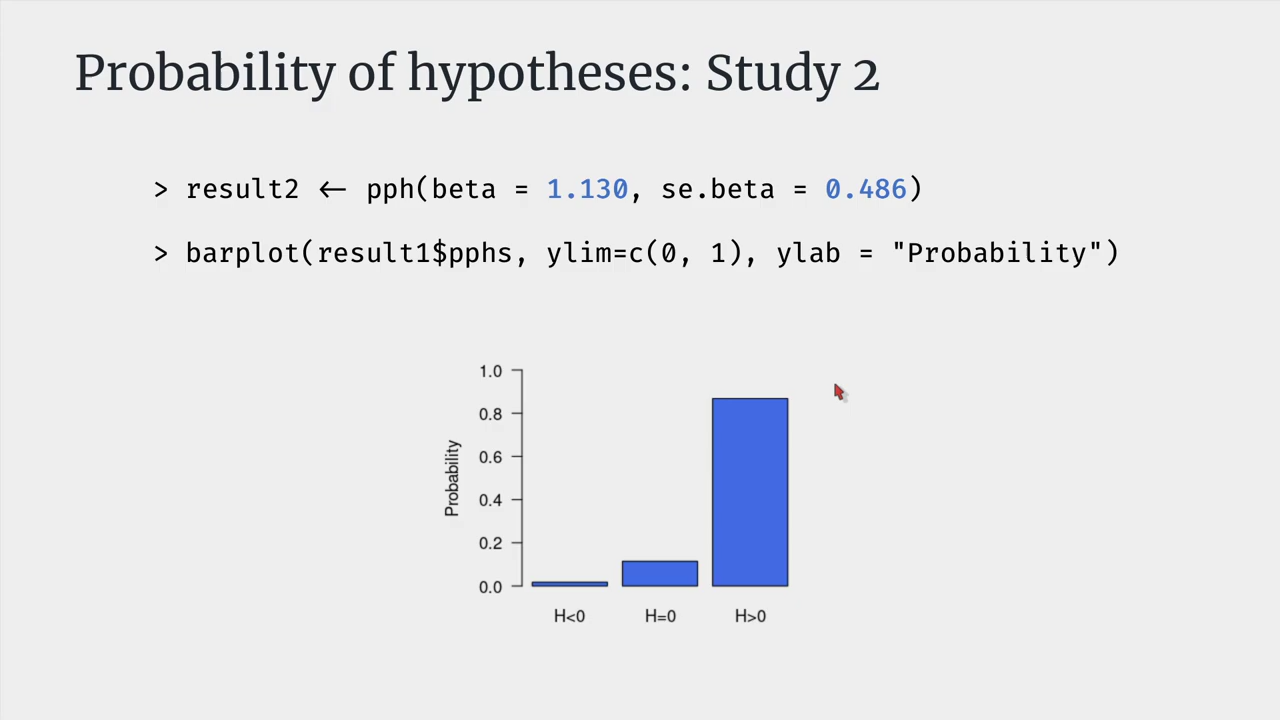 Probability of hypotheses: Study 2
> result2 ← pph(beta = 1.130, se.beta = 0.486)
> barplot(result1$pphs, ylim=c(0, 1), ylab = "Probability")
1.0
0.8
0.6
0.4
0.2
0.0
Probability
H<0 H=0 H>0